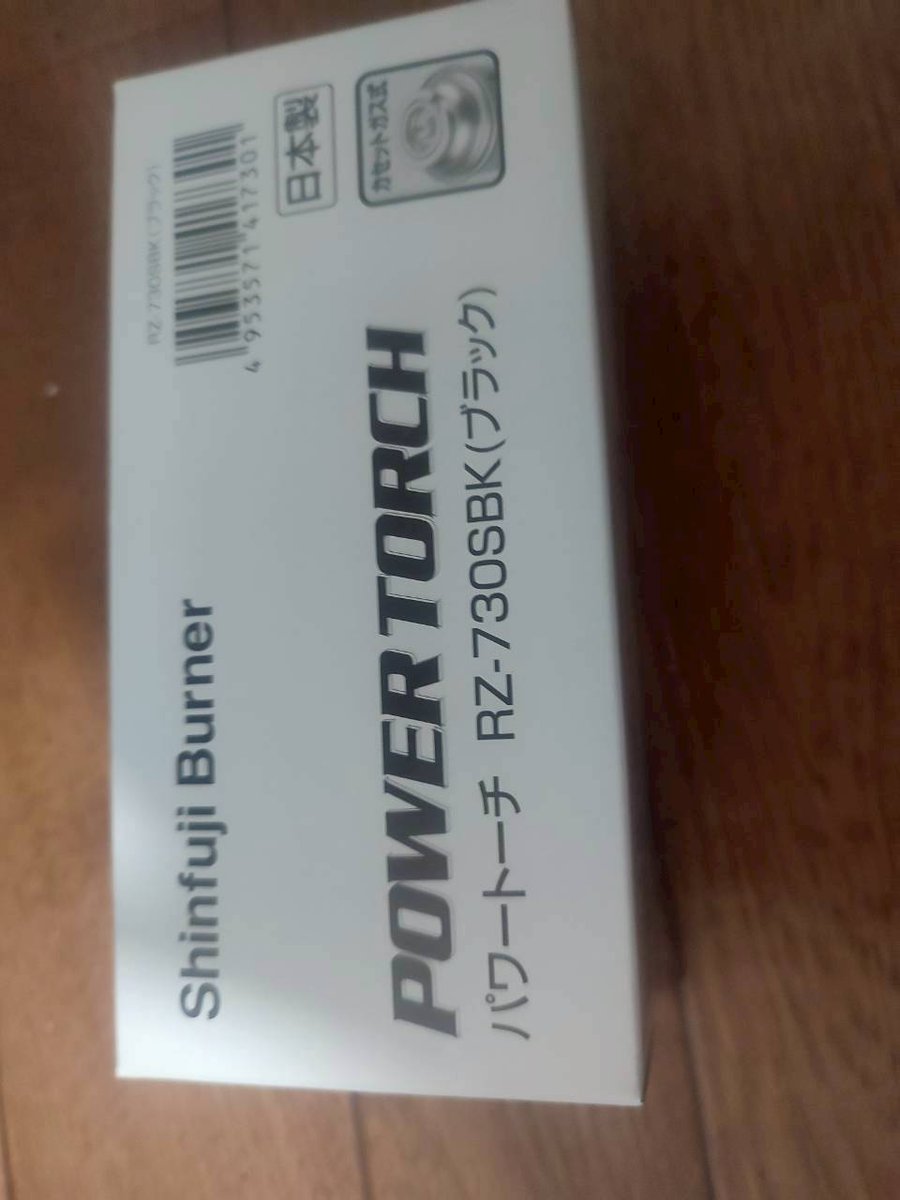 Shinfuji Burner
RZ-730SBK(ブラック)
4 953571 417301
日本製
カセットガス式
POWER TORCH
パワートーチ RZ-730SBK(ブラック)